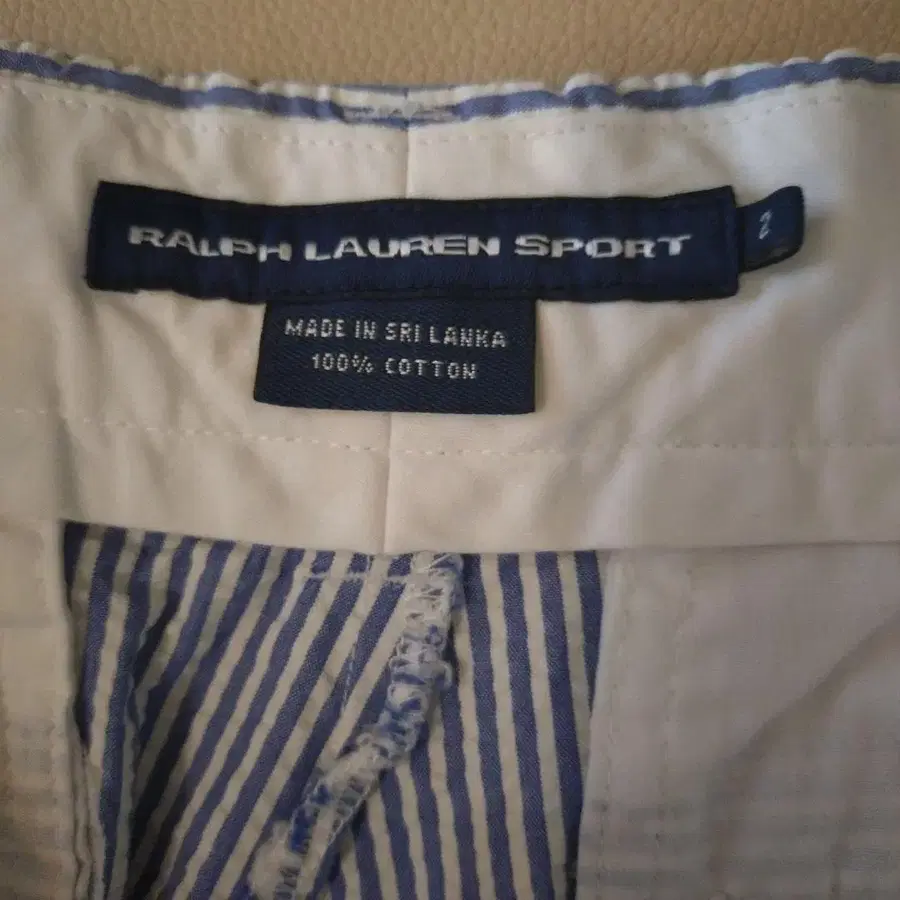 RALPH LAUREN SPORT
2
MADE IN SRI LANKA
100% COTTON